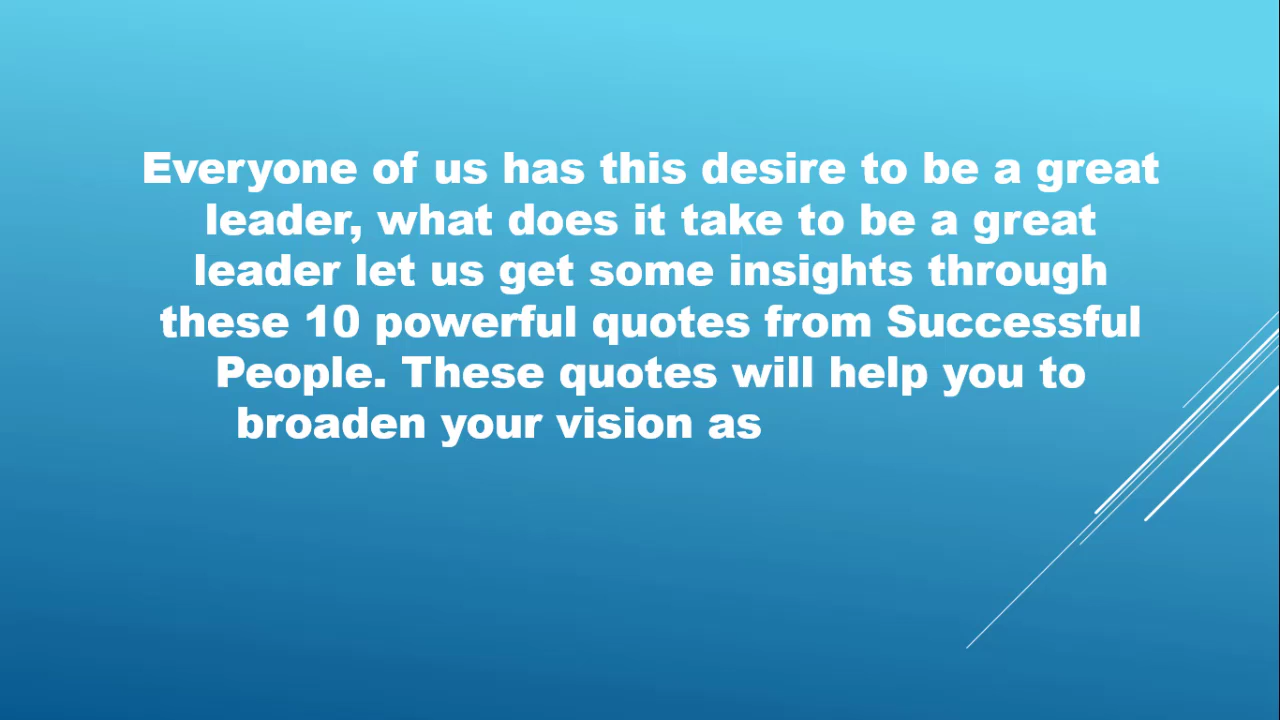 Everyone of us has this desire to be a great
leader, what does it take to be a great
leader let us get some insights through
these 10 powerful quotes from Successful
People. These quotes will help you to
broaden your vision as